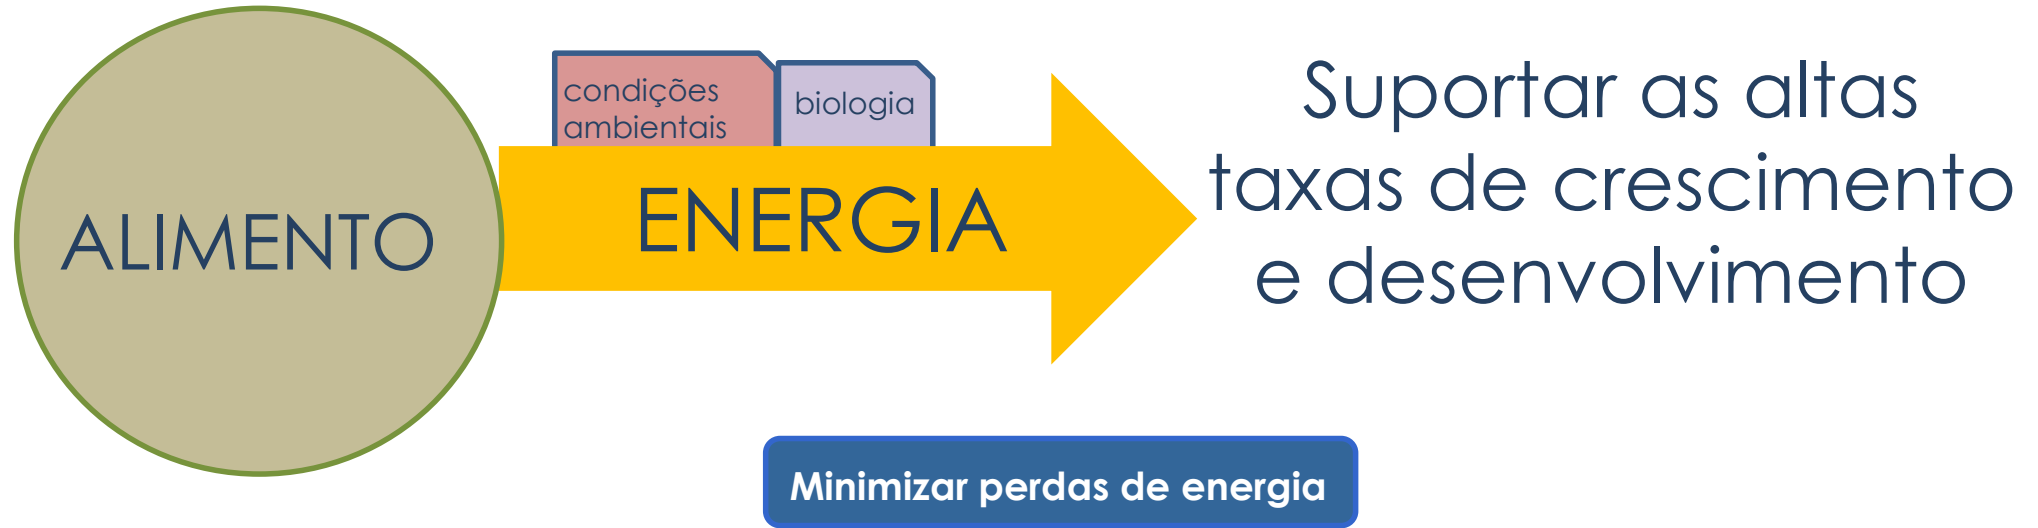 ALIMENTO
condições
ambientais
biologia
ENERGIA
Suportar as altas
taxas de crescimento
e desenvolvimento
Minimizar perdas de energia